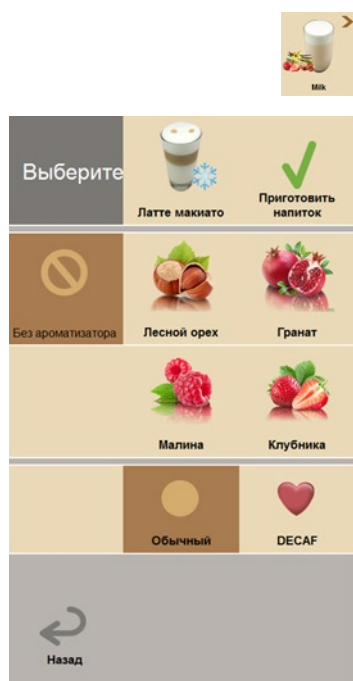 Milk
Выберите
Латте макиато
Приготовить
напиток
Без ароматизатора
Лесной орех
Гранат
Малина
Клубника
Обычный
DECAF
Назад